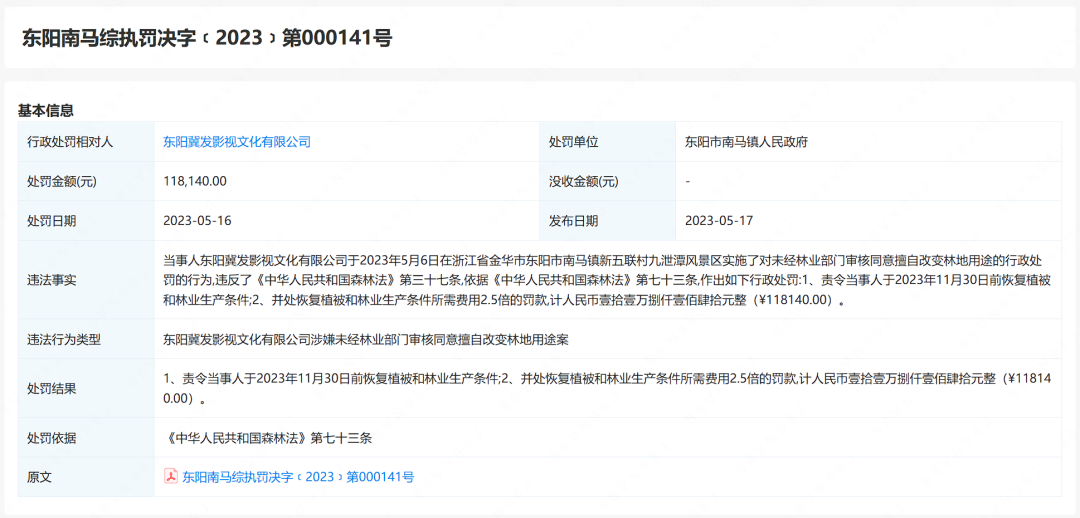 东阳南马综执罚决字﹝2023﹞第000141号
基本信息
行政处罚相对人 东阳冀发影视文化有限公司 处罚单位 东阳市南马镇人民政府
处罚金额(元) 118,140.00 没收金额(元) -
处罚日期 2023-05-16 发布日期 2023-05-17
违法事实
当事人东阳冀发影视文化有限公司于2023年5月6日在浙江省金华市东阳市南马镇新五联村九泄潭风景区实施了对未经林业部门审核同意擅自改变林地用途的行政处
罚的行为,违反了《中华人民共和国森林法》第三十七条,依据《中华人民共和国森林法》第七十三条,作出如下行政处罚:1、责令当事人于2023年11月30日前恢复植被
和林业生产条件;2、并处恢复植被和林业生产条件所需费用2.5倍的罚款,计人民币壹拾壹万捌仟壹佰肆拾元整（¥118140.00）。
违法行为类型 东阳冀发影视文化有限公司涉嫌未经林业部门审核同意擅自改变林地用途案
处罚结果
1、责令当事人于2023年11月30日前恢复植被和林业生产条件;2、并处恢复植被和林业生产条件所需费用2.5倍的罚款,计人民币壹拾壹万捌仟壹佰肆拾元整（¥11814
0.00）。
处罚依据 《中华人民共和国森林法》第七十三条
原文 东阳南马综执罚决字﹝2023﹞第000141号